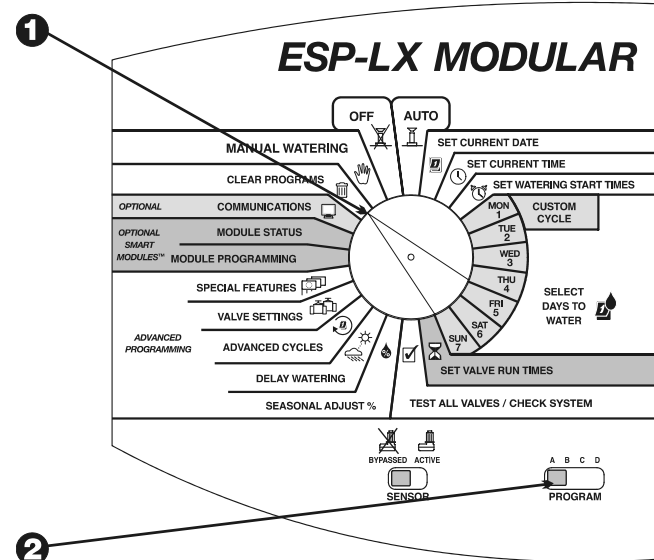 1
ESP-LX MODULAR
OFF
AUTO
MANUAL WATERING
SET CURRENT DATE
CLEAR PROGRAMS
SET CURRENT TIME
SET WATERING START TIMES
OPTIONAL
COMMUNICATIONS
MON
1
CUSTOM
CYCLE
OPTIONAL
SMART
MODULES™
MODULE STATUS
MODULE PROGRAMMING
TUE
2
WED
3
THU
4
FRI
5
SAT
6
SUN
7
SELECT
DAYS TO
WATER
SPECIAL FEATURES
VALVE SETTINGS
ADVANCED
PROGRAMMING
ADVANCED CYCLES
DELAY WATERING
SEASONAL ADJUST %
SET VALVE RUN TIMES
TEST ALL VALVES / CHECK SYSTEM
BYPASSED ACTIVE
SENSOR
A B C D
PROGRAM
2